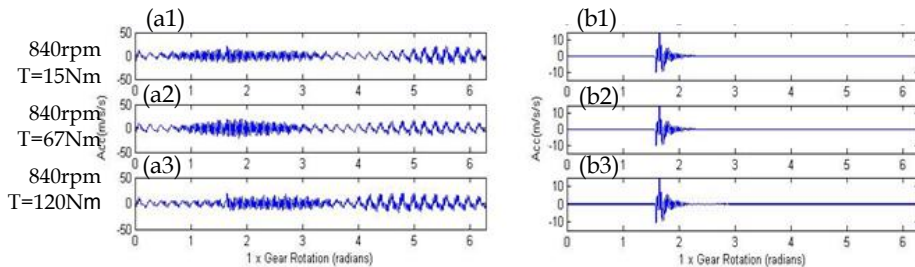 (a1)
(b1)
840rpm
T=15Nm
50
0
-50
0 1 2 3 4 5 6
10
0
-10
0 1 2 3 4 5 6
(a2)
(b2)
840rpm
T=67Nm
Acc(m/s/s)
50
0
-50
0 1 2 3 4 5 6
Acc(m/s/s)
10
0
-10
0 1 2 3 4 5 6
(a3)
(b3)
840rpm
T=120Nm
50
0
-50
0 1 2 3 4 5 6
10
0
-10
0 1 2 3 4 5 6
1 x Gear Rotation (radians)
1 x Gear Rotation (radians)